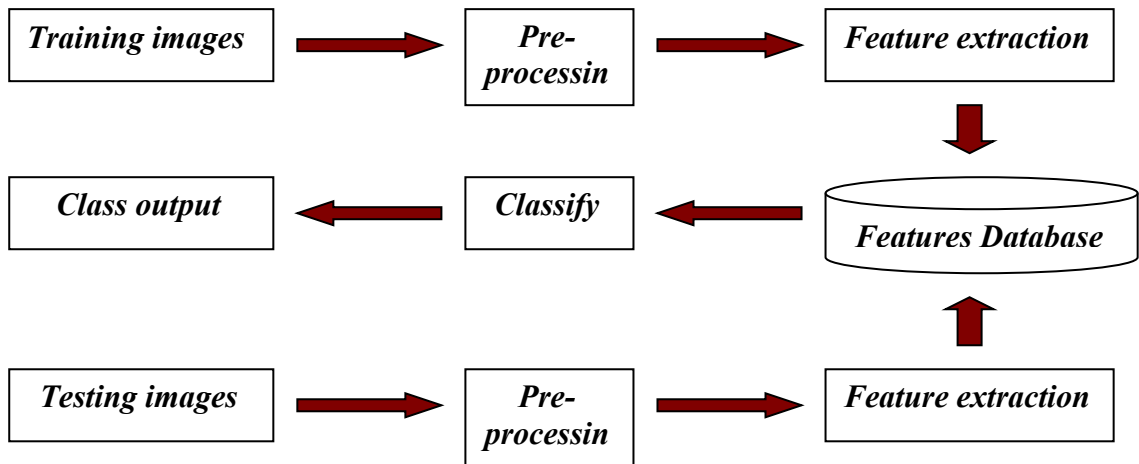 Training images
Pre-
processin
Feature extraction
Class output
Classify
Features Database
Testing images
Pre-
processin
Feature extraction